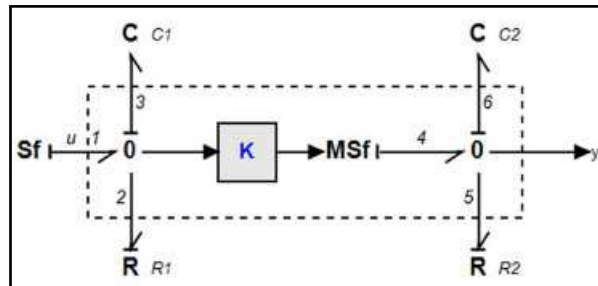 C C1 C C2
3 6
Sf u 1 0 K MSf 4 0 y
2 5
R R1 R R2